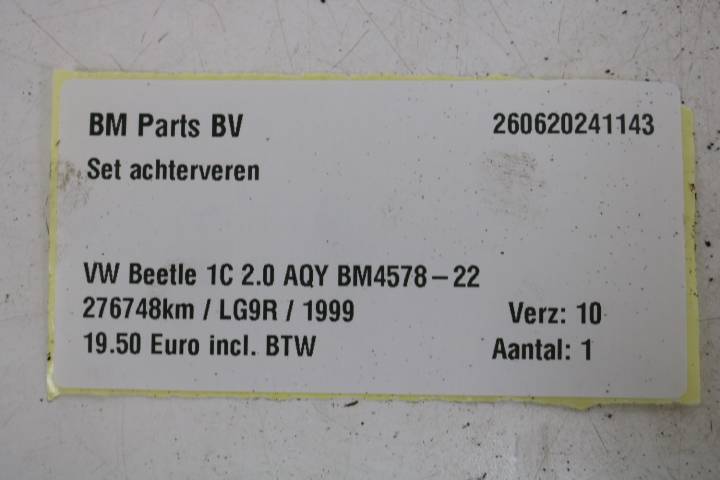 BM Parts BV 260620241143
Set achterveren
VW Beetle 1C 2.0 AQY BM4578-22
276748km / LG9R / 1999 Verz: 10
19.50 Euro incl. BTW Aantal: 1